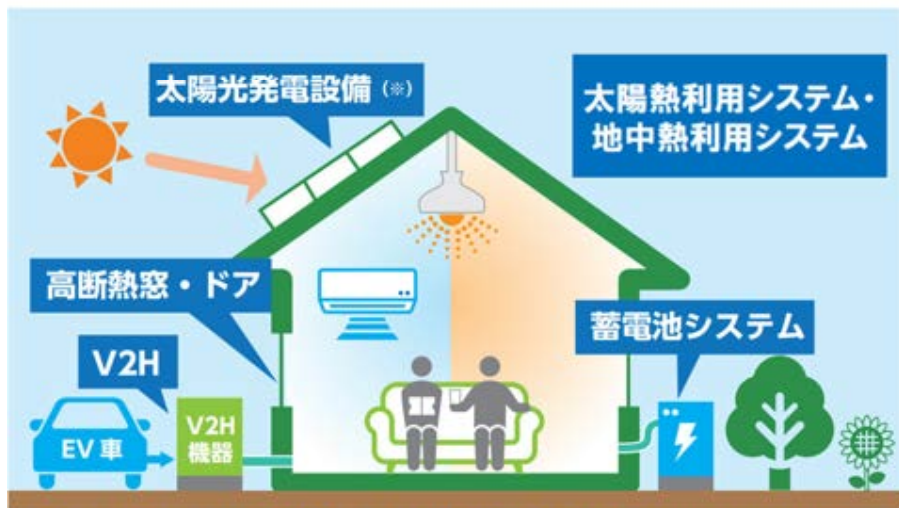 太陽光発電設備（※）
太陽熱利用システム・
地中熱利用システム
高断熱窓・ドア
蓄電池システム
V2H
V2H
機器
EV車